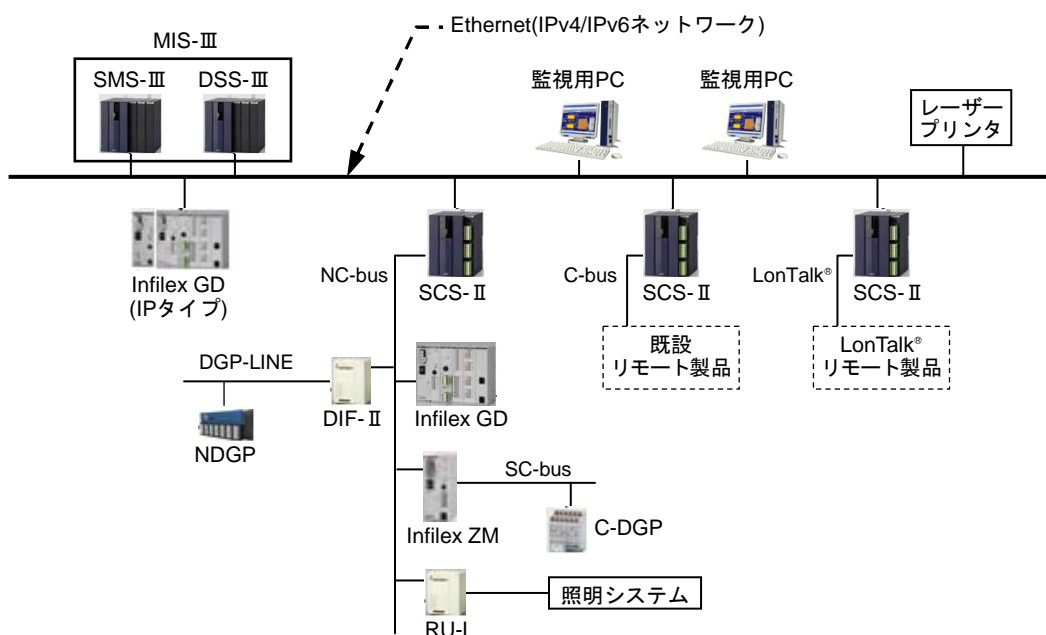 Ethernet(IPv4/IPv6ネットワーク)
MIS-Ⅲ
SMS-Ⅲ
DSS-Ⅲ
監視用PC
監視用PC
レーザー
プリンタ
Infilex GD
(IPタイプ)
NC-bus
SCS-Ⅱ
C-bus
SCS-Ⅱ
LonTalk®
SCS-Ⅱ
既設
リモート製品
LonTalk®
リモート製品
DGP-LINE
DIF-Ⅱ
NDGP
Infilex GD
SC-bus
Infilex ZM
C-DGP
照明システム
RU-I